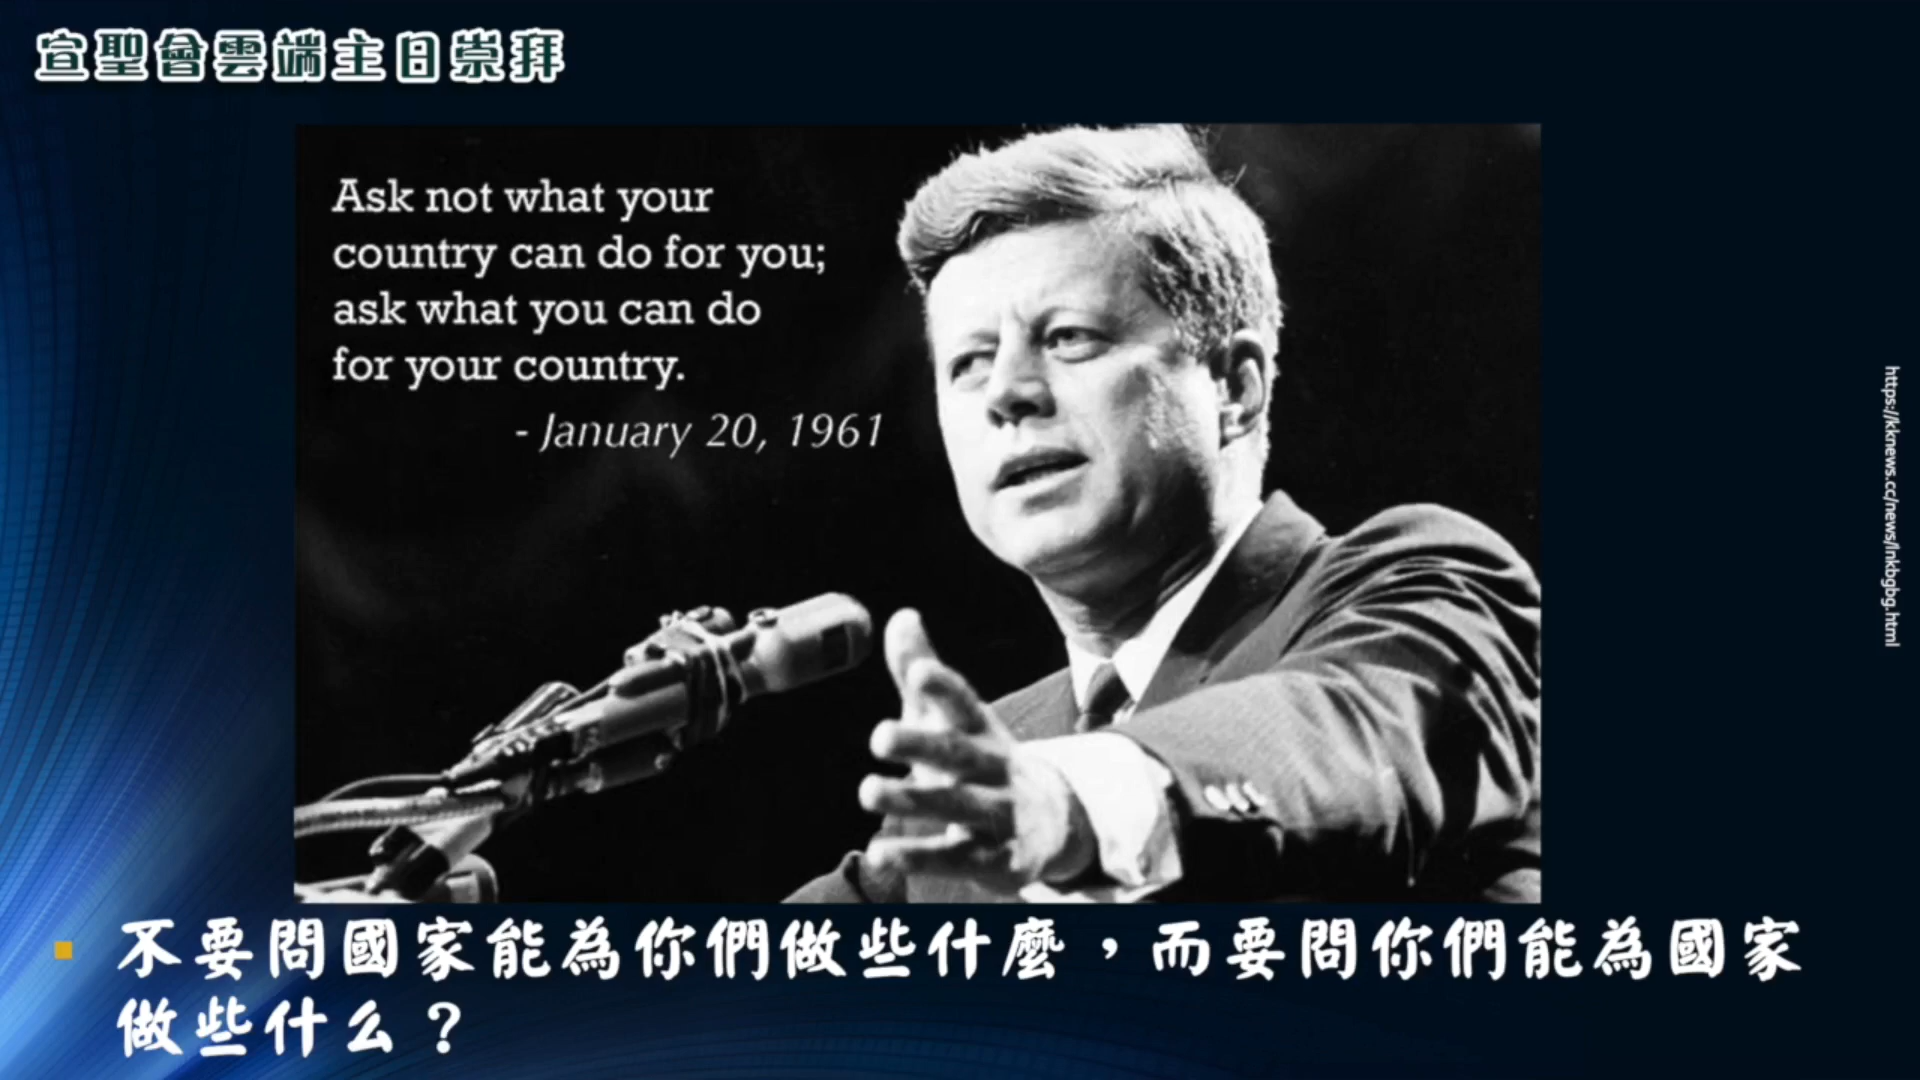 宣聖會雲端主日崇拜
Ask not what your
country can do for you;
ask what you can do
for your country.
- January 20, 1961
https://kknews.cc/news/lnkbgbg.html
不要問國家能為你們做些什麼，而要問你們能為國家
做些什么？